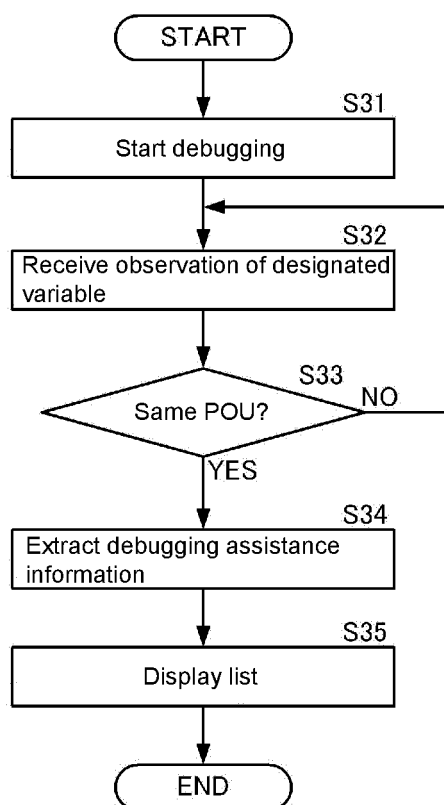 START
S31
Start debugging
S32
Receive observation of designated
variable
S33
Same POU?
NO
YES
S34
Extract debugging assistance
information
S35
Display list
END